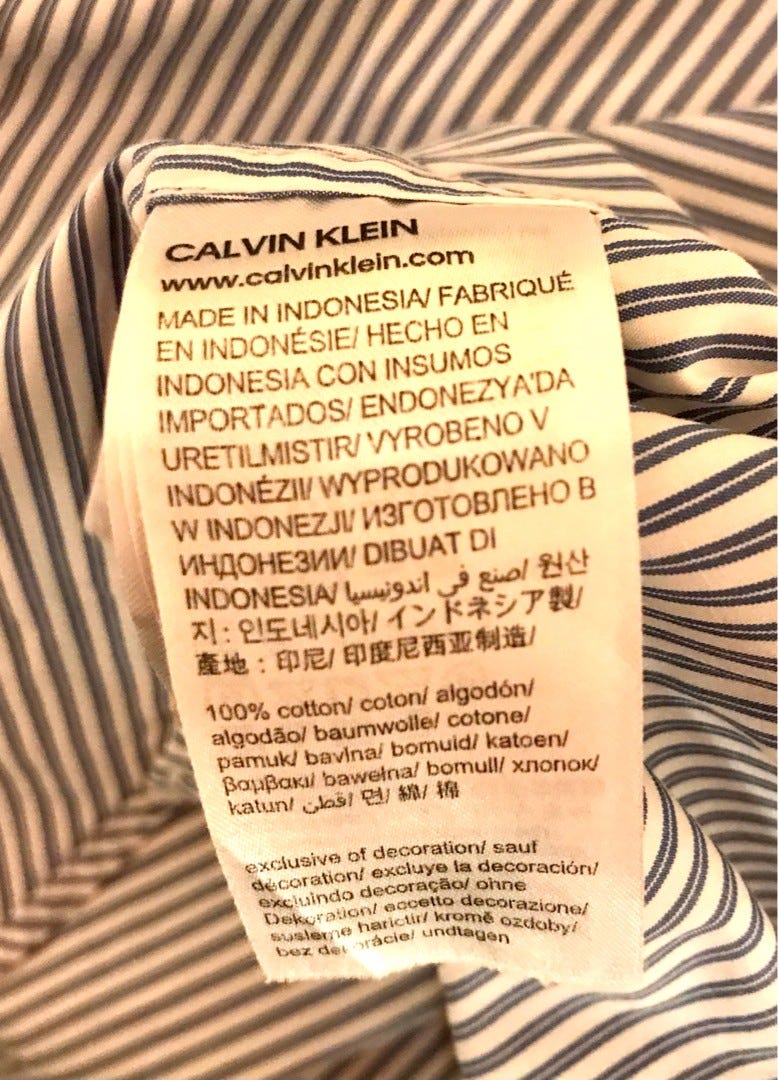 CALVIN KLEIN
www.calvinklein.com
MADE IN INDONESIA/ FABRIQUÉ
EN INDONÉSIE/ HECHO EN
INDONESIA CON INSUMOS
IMPORTADOS/ ENDONEZYA'DA
URETILMISTIR/ VYROBENO V
INDONÉZII/ WYPRODUKOWANO
W INDONEZJI/ ИЗГОТОВЛЕНО В
ИНДОНЕЗИИ/ DIBUAT DI
INDONESIA/ صنع في اندونيسيا/ 원산
지: 인도네시아/ インドネシア製/
產地: 印尼/ 印度尼西亚制造/
100% cotton/ coton/ algodón/
algodão/ baumwolle/ cotone/
pamuk/ bavlna/ bomuld/ katoen/
βαμβακι/ bawełna/ bomull/ хлопок/
katun/ قطن/ 면/ 綿/ 棉
exclusive of decoration/ sauf
décoration/ excluye la decoración/
excluindo decoração/ ohne
Dekoration/ eccetto decorazione/
susleme harictir/ kromě ozdoby/
bez dekorácie/ undtagen